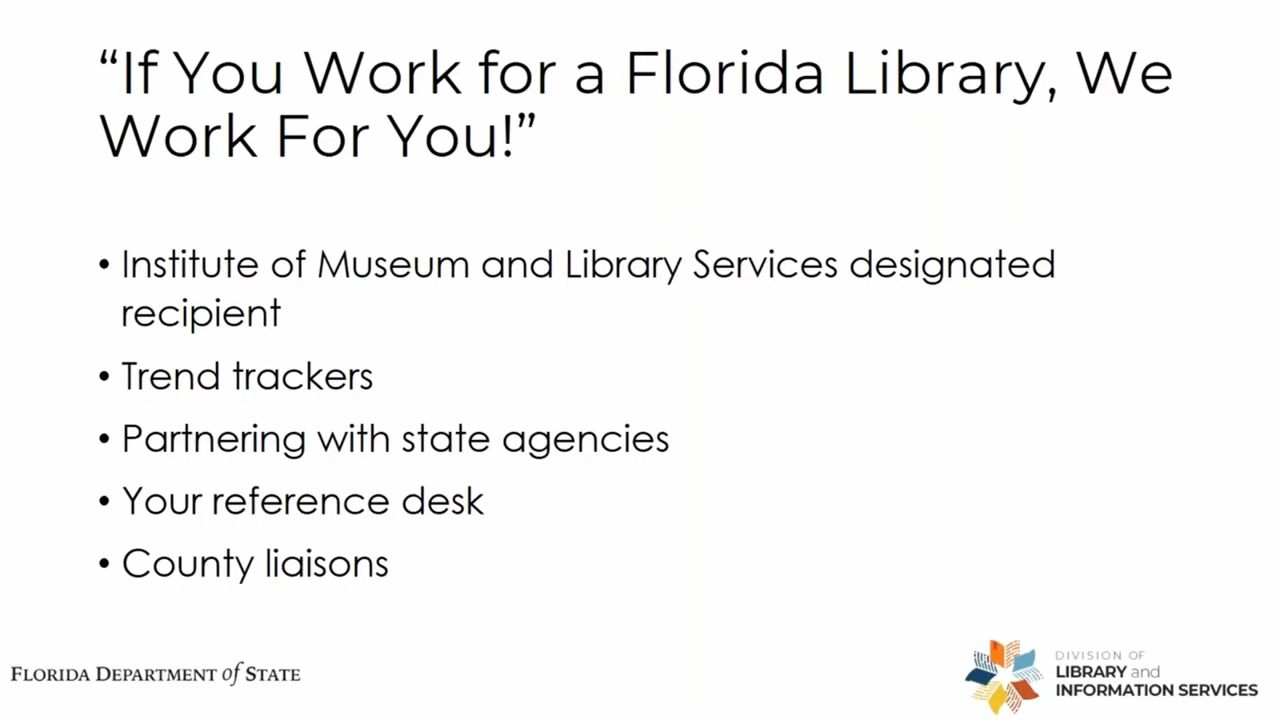 “If You Work for a Florida Library, We
Work For You!”
• Institute of Museum and Library Services designated
recipient
• Trend trackers
• Partnering with state agencies
• Your reference desk
• County liaisons
FLORIDA DEPARTMENT of STATE
DIVISION OF
LIBRARY and
INFORMATION SERVICES